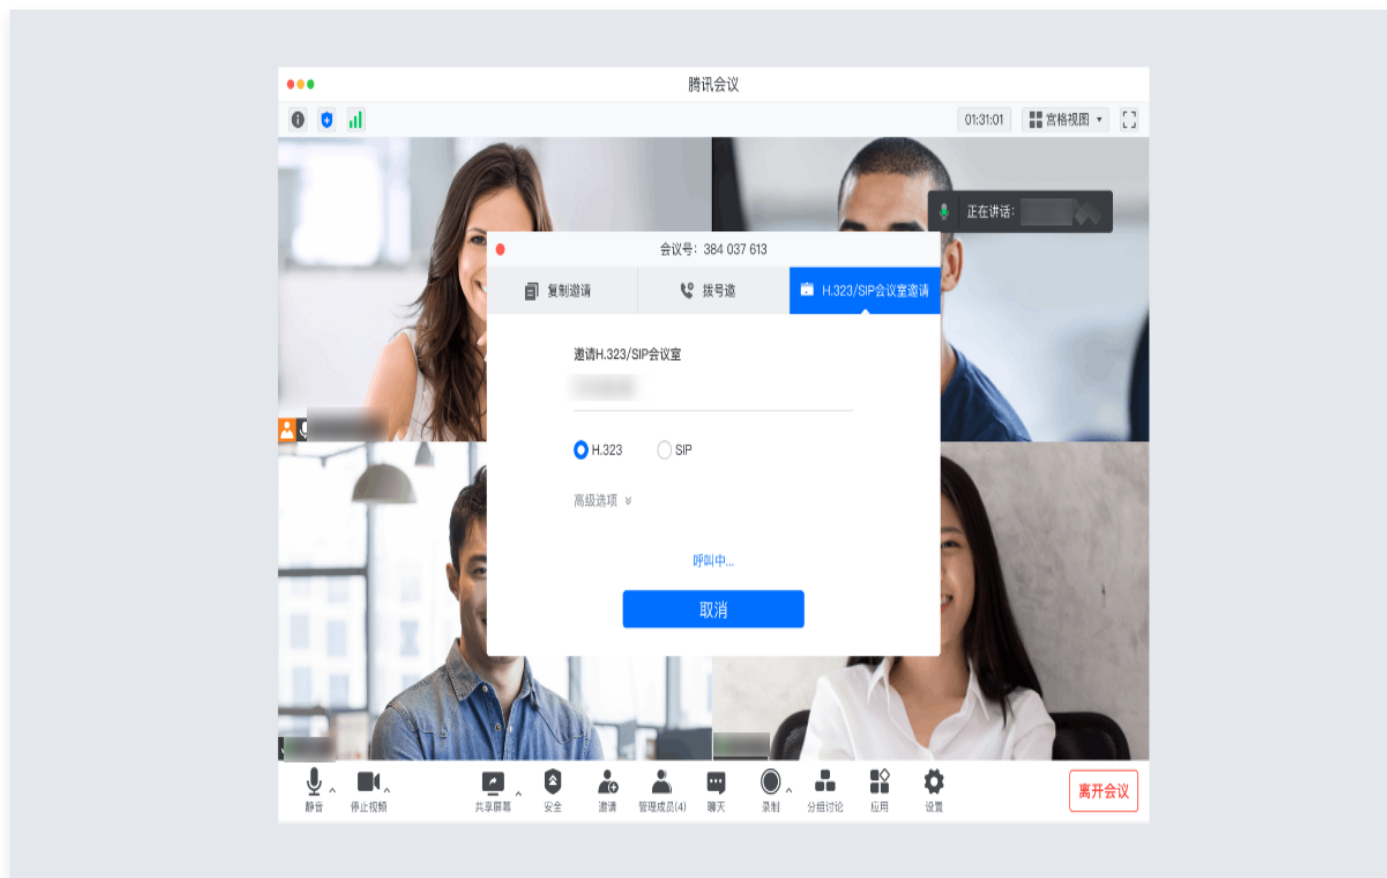 腾讯会议
01:31:01
宫格视图
正在讲话:
会议号: 384 037 613
复制邀请
拨号邀
H.323/SIP会议室邀请
邀请H.323/SIP会议室
H.323
SIP
高级选项
呼叫中...
取消
静音
停止视频
共享屏幕
安全
邀请
管理成员(4)
聊天
录制
分组讨论
应用
设置
离开会议